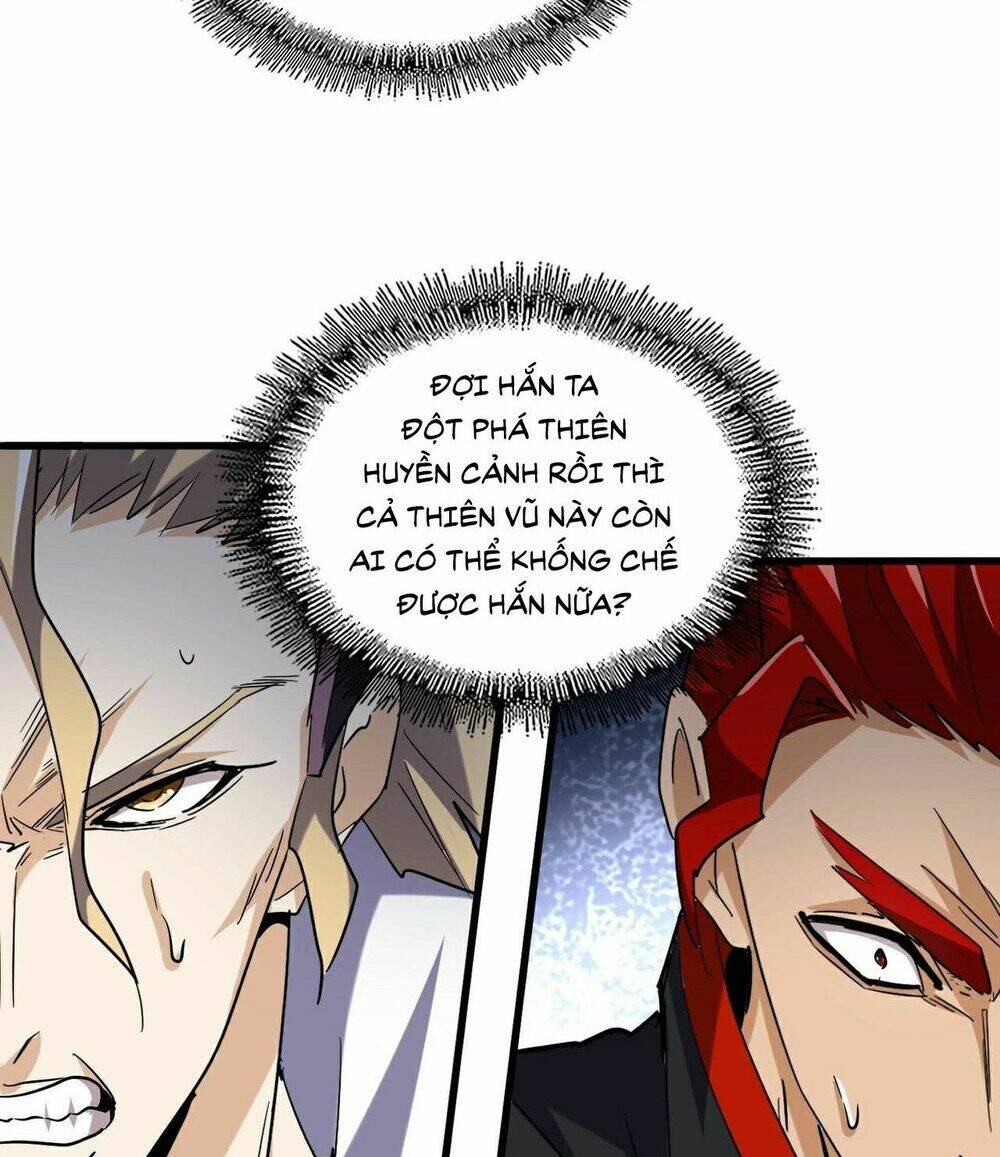 ĐỢI HẮN TA
ĐỘT PHÁ THIÊN
HUYỀN CẢNH RỒI THÌ
CẢ THIÊN VŨ NÀY CÒN
AI CÓ THỂ KHỐNG CHẾ
ĐƯỢC HẮN NỮA?